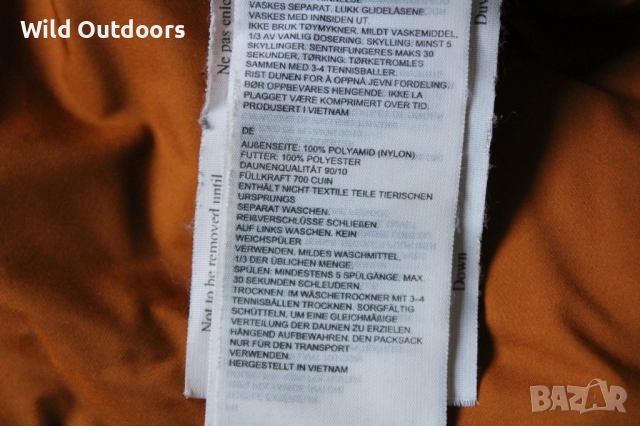 Wild Outdoors
VASKES SEPARAT. LUKK GLIDELÅSENE
VASKES MED INNSIDEN UT.
IKKE BRUK TØYMYKNER. MILDT VASKEMIDDEL,
1/3 AV VANLIG DOSERING. SKYLLING: MINST 5
SKYLLINGER. SENTRIFUGERES MAKS 30
SEKUNDER. TØRKING: TØRKETROMLES
SAMMEN MED 3-4 TENNISBALLER.
RIST DUNEN FOR Å OPPNÅ JEVN FORDELING.
BØR OPPBEVARES HENGENDE. IKKE LA
PLAGGET VÆRE KOMPRIMERT OVER TID.
PRODUSERT I VIETNAM
DE
AUßENSEITE: 100% POLYAMID (NYLON)
FUTTER: 100% POLYESTER
DAUNENQUALITÄT 90/10
FÜLLKRAFT 700 CUIN
ENTHÄLT NICHT TEXTILE TEILE TIERISCHEN
URSPRUNGS
SEPARAT WASCHEN.
REIßVERSCHLÜSSE SCHLIEßEN.
AUF LINKS WASCHEN. KEIN
WEICHSPÜLER
VERWENDEN. MILDES WASCHMITTEL,
1/3 DER ÜBLICHEN MENGE.
SPÜLEN: MINDESTENS 5 SPÜLGÄNGE. MAX.
30 SEKUNDEN SCHLEUDERN.
TROCKNEN: IM WÄSCHETROCKNER MIT 3-4
TENNISBÄLLEN TROCKNEN. SORGFÄLTIG
SCHÜTTELN, UM EINE GLEICHMÄßIGE
VERTEILUNG DER DAUNEN ZU ERZIELEN.
HÄNGEND AUFBEWAHREN. DEN PACKSACK
NUR FÜR DEN TRANSPORT
VERWENDEN.
HERGESTELLT IN VIETNAM
Ne pas enle
Not to be removed until
Down
BAZAR